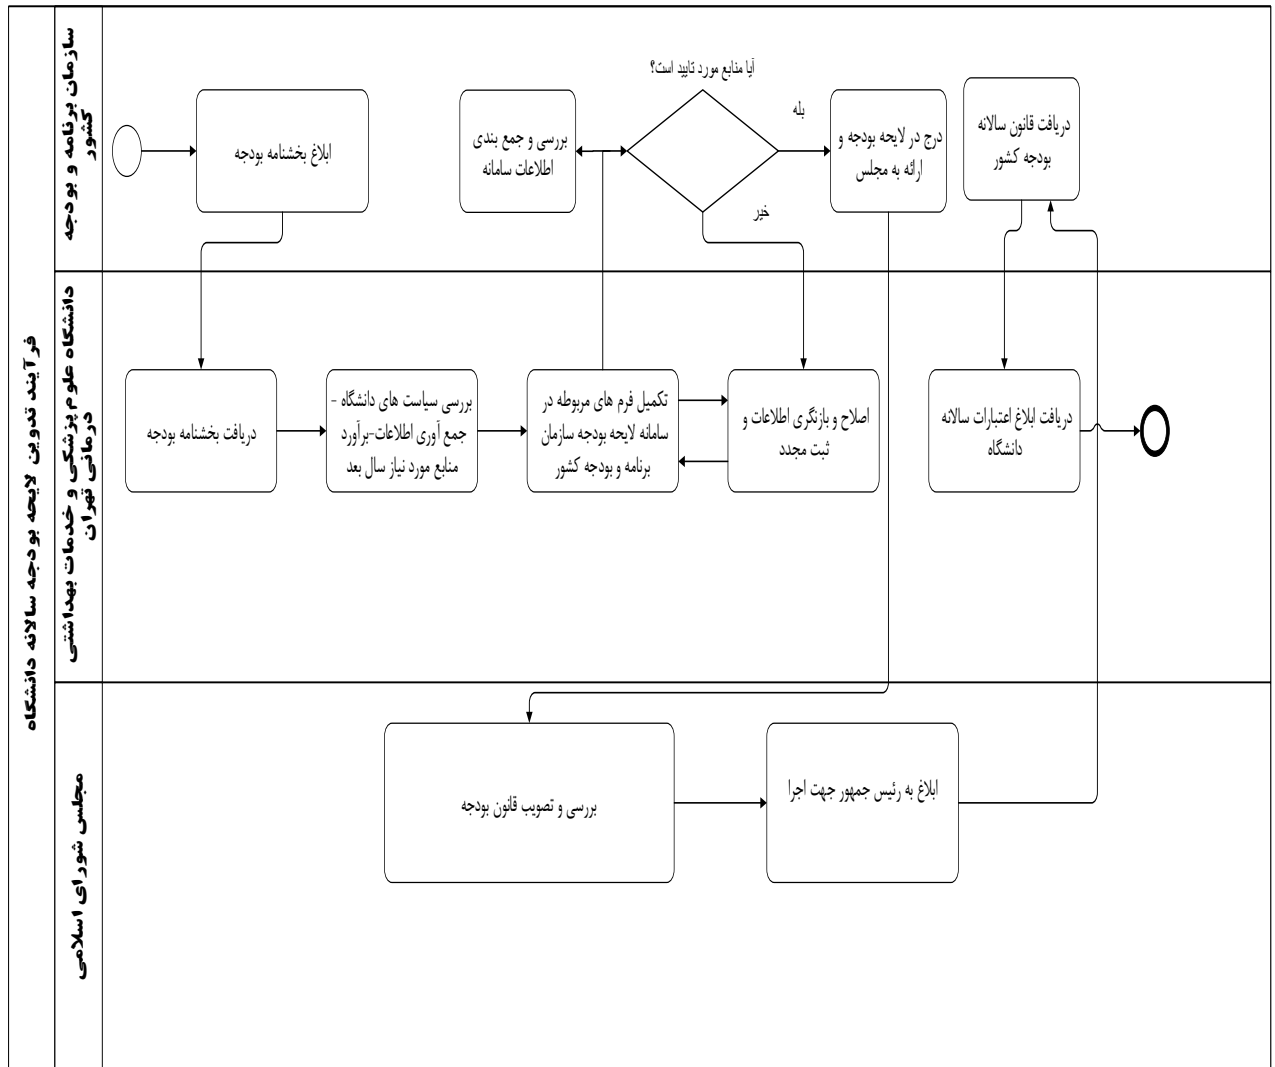 فرآیند تدوین لایحه بودجه سالانه دانشگاه
سازمان برنامه و بودجه
کشور
ابلاغ بخشنامه بودجه
بررسی و جمع بندی
اطلاعات سامانه
آیا منابع مورد تایید است؟
بله
خیر
درج در لایحه بودجه و
ارائه به مجلس
دریافت قانون سالانه
بودجه کشور
دانشگاه علوم پزشکی و خدمات بهداشتی
درمانی تهران
دریافت بخشنامه بودجه
بررسی سیاست های دانشگاه -
جمع آوری اطلاعات-برآورد
منابع مورد نیاز سال بعد
تکمیل فرم های مربوطه در
سامانه لایحه بودجه سازمان
برنامه و بودجه کشور
اصلاح و بازنگری اطلاعات و
ثبت مجدد
دریافت ابلاغ اعتبارات سالانه
دانشگاه
مجلس شورای اسلامی
بررسی و تصویب قانون بودجه
ابلاغ به رئیس جمهور جهت اجرا